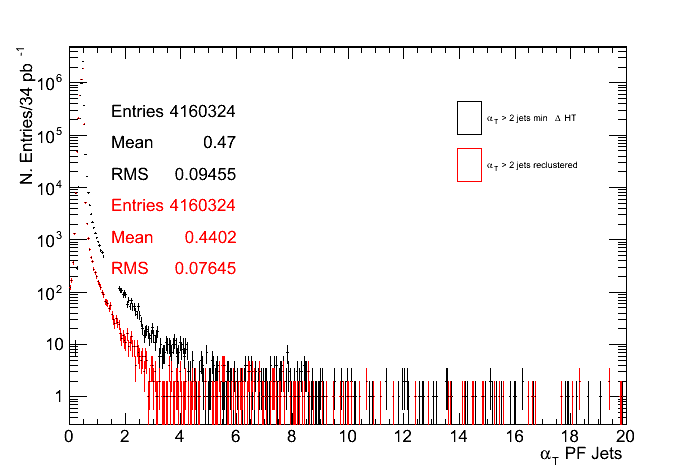 N. Entries/34 pb⁻¹
10⁶
10⁵
10⁴
10³
10²
10
1
Entries 4160324
Mean 0.47
RMS 0.09455
Entries 4160324
Mean 0.4402
RMS 0.07645
α_T > 2 jets min Δ HT
α_T > 2 jets reclustered
0 2 4 6 8 10 12 14 16 18 20
α_T PF Jets